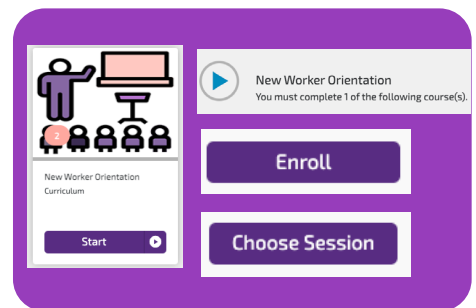 2
New Worker Orientation
Curriculum
Start
New Worker Orientation
You must complete 1 of the following course(s).
Enroll
Choose Session